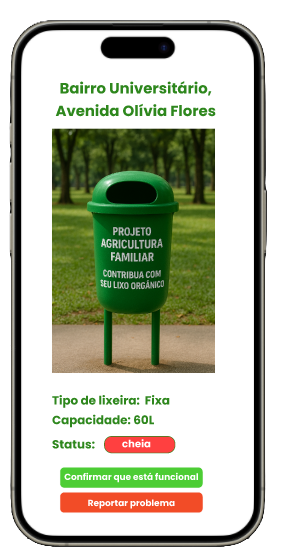 Bairro Universitário,
Avenida Olívia Flores
PROJETO
AGRICULTURA
FAMILIAR
CONTRIBUA COM
SEU LIXO ORGÂNICO
Tipo de lixeira: Fixa
Capacidade: 60L
Status: cheia
Confirmar que está funcional
Reportar problema